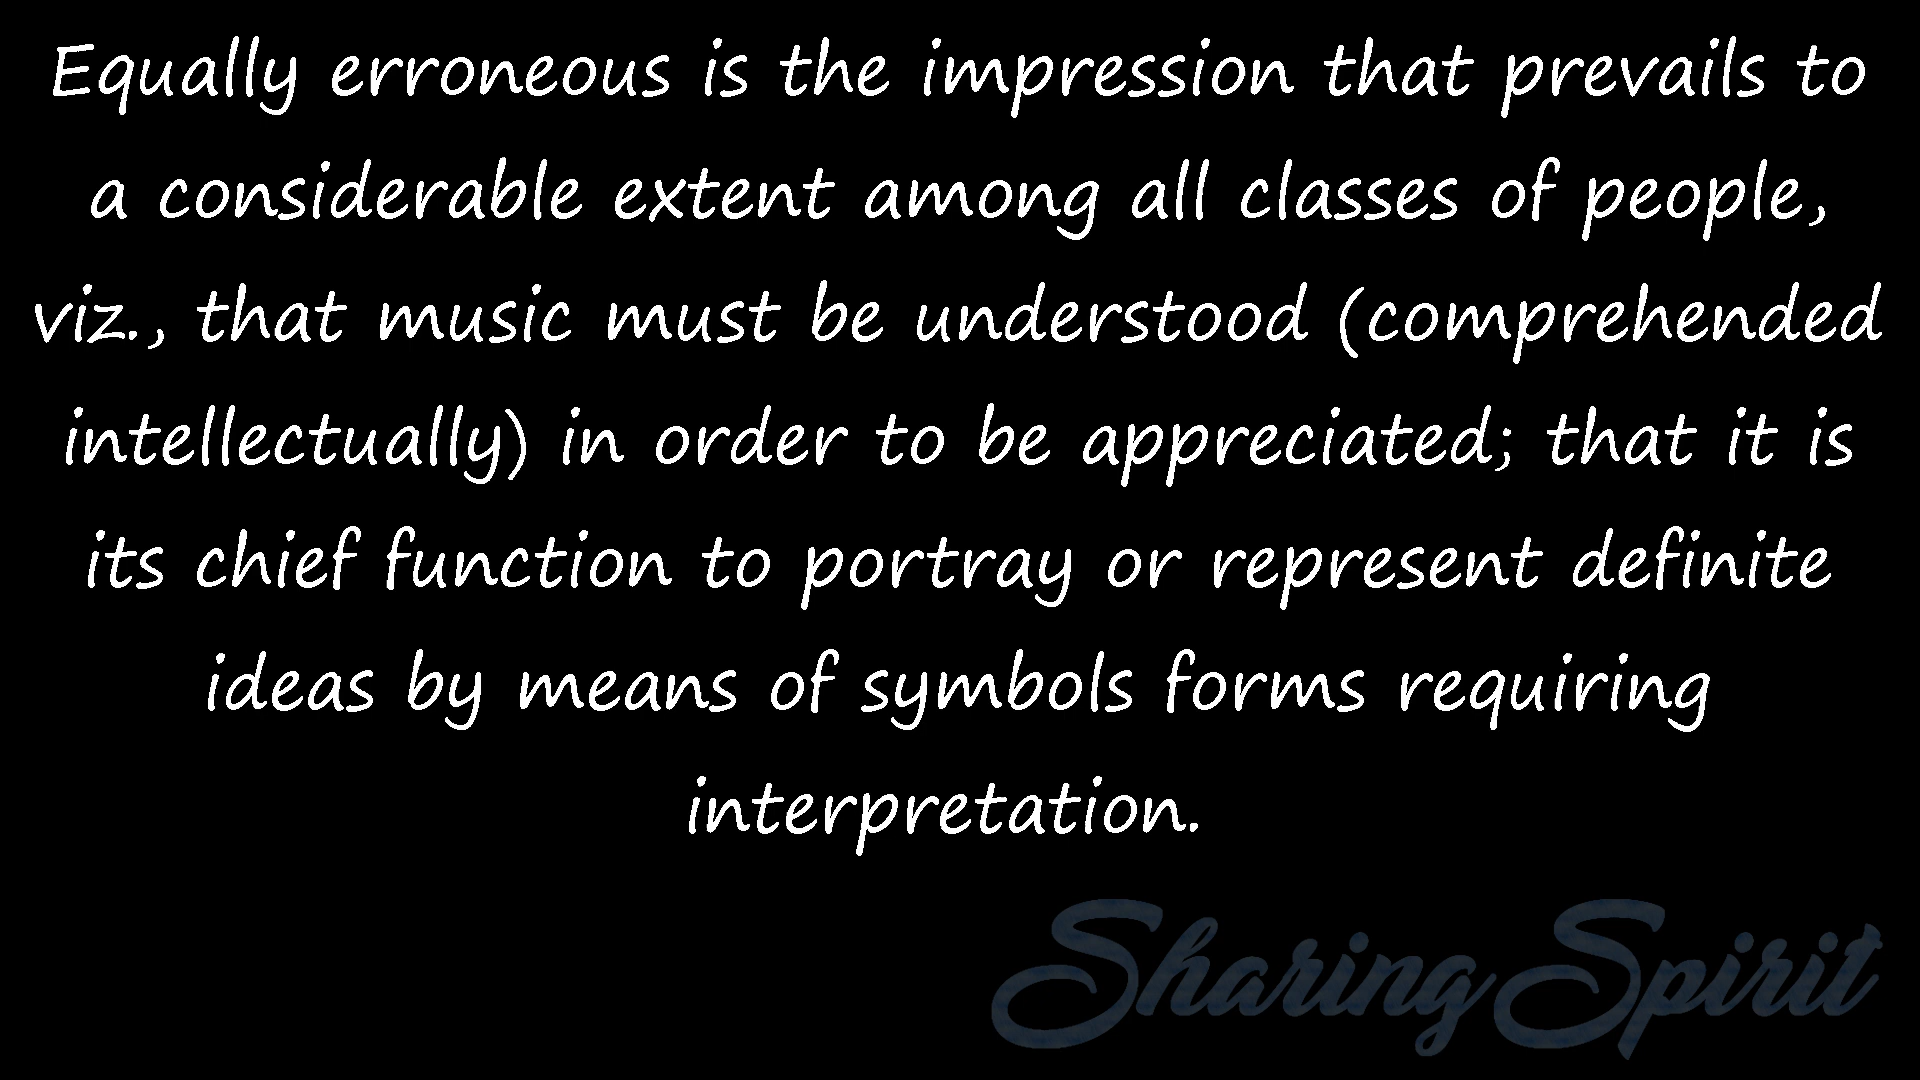 Equally erroneous is the impression that prevails to
a considerable extent among all classes of people,
viz., that music must be understood (comprehended
intellectually) in order to be appreciated; that it is
its chief function to portray or represent definite
ideas by means of symbols forms requiring
interpretation.
Sharing Spirit